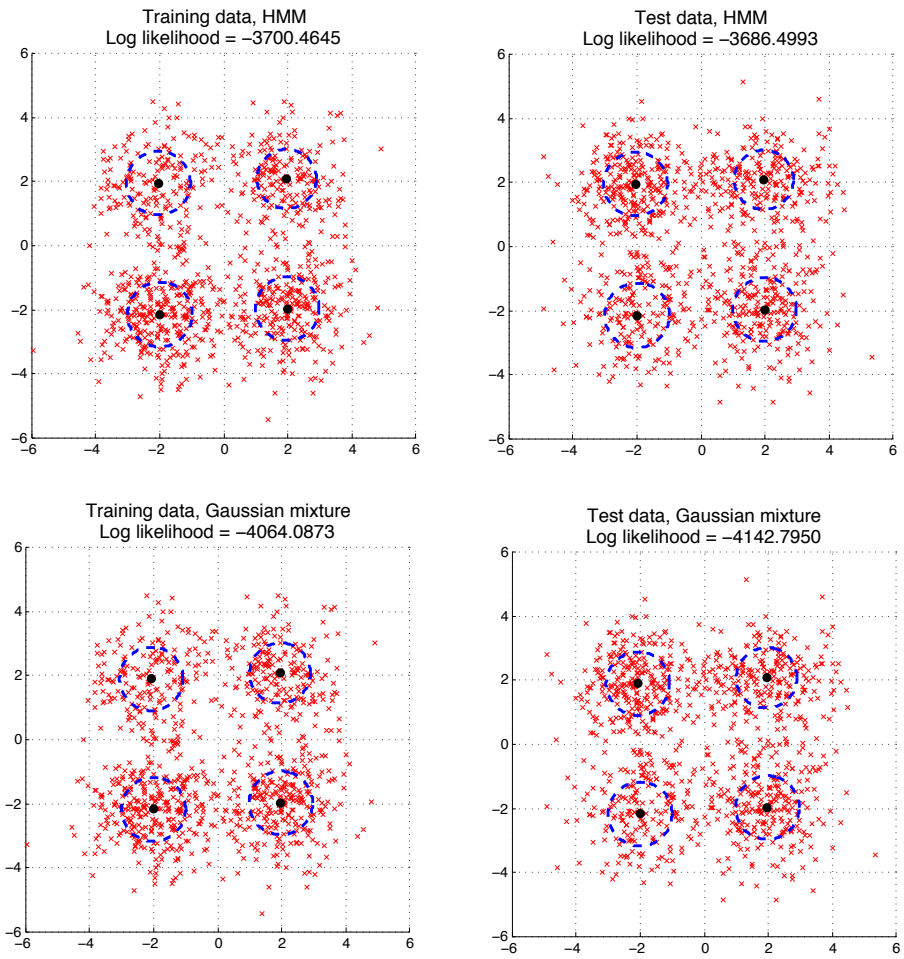 Training data, HMM
Log likelihood = −3700.4645
6
4
2
0
−2
−4
−6
−6 −4 −2 0 2 4 6
Test data, HMM
Log likelihood = −3686.4993
6
4
2
0
−2
−4
−6
−6 −4 −2 0 2 4 6
Training data, Gaussian mixture
Log likelihood = −4064.0873
6
4
2
0
−2
−4
−6
−6 −4 −2 0 2 4 6
Test data, Gaussian mixture
Log likelihood = −4142.7950
6
4
2
0
−2
−4
−6
−6 −4 −2 0 2 4 6